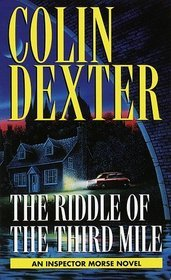 COLIN
DEXTER
THE RIDDLE OF
THE THIRD MILE
AN INSPECTOR MORSE NOVEL